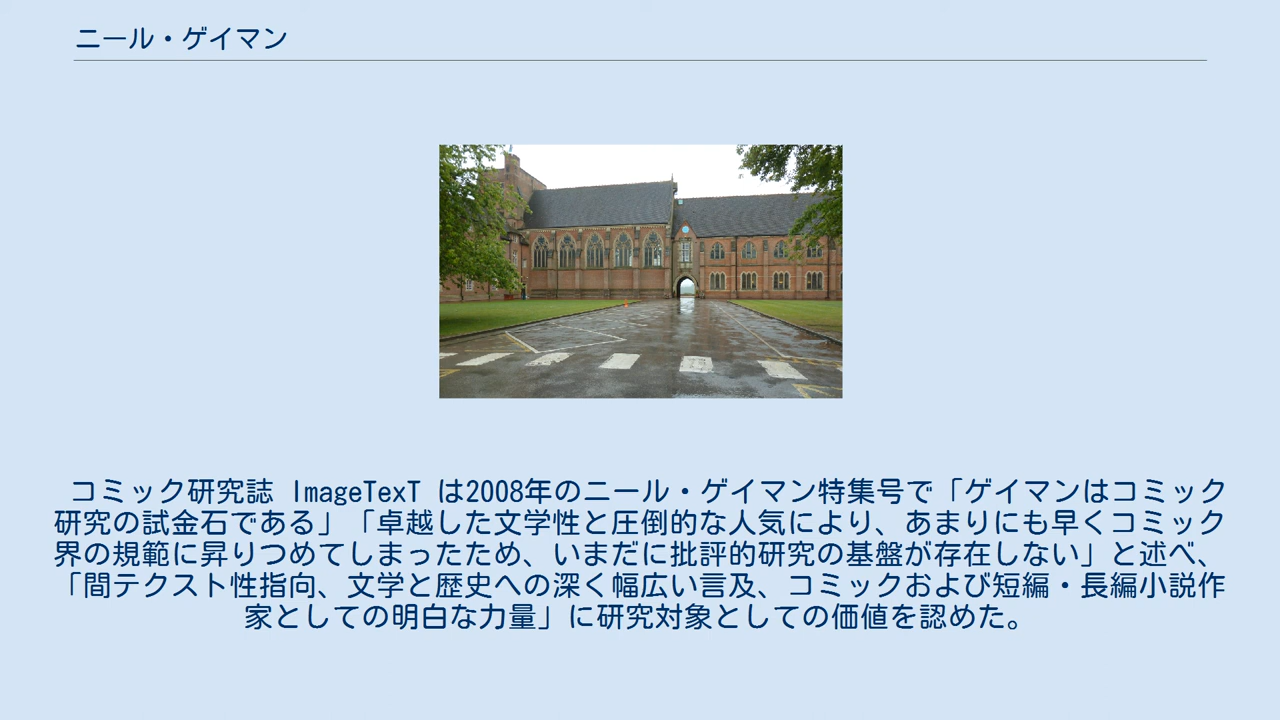 ニール・ゲイマン
コミック研究誌 ImageTexT は2008年のニール・ゲイマン特集号で「ゲイマンはコミック
研究の試金石である」「卓越した文学性と圧倒的な人気により、あまりにも早くコミック
界の規範に昇りつめてしまったため、いまだに批評的研究の基盤が存在しない」と述べ、
「間テクスト性指向、文学と歴史への深く幅広い言及、コミックおよび短編・長編小説作
家としての明白な力量」に研究対象としての価値を認めた。